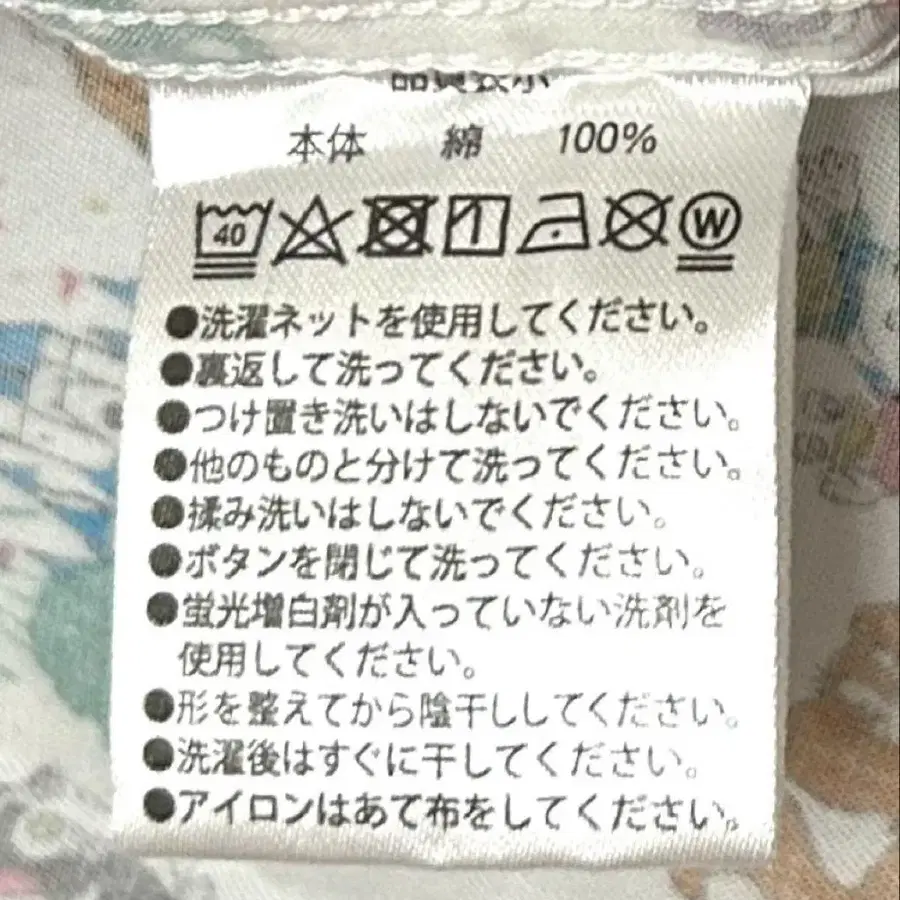 品質表示
本体 綿 100%
40 W
●洗濯ネットを使用してください。
●裏返して洗ってください。
●つけ置き洗いはしないでください。
●他のものと分けて洗ってください。
●揉み洗いはしないでください。
●ボタンを閉じて洗ってください。
●蛍光増白剤が入っていない洗剤を
使用してください。
●形を整えてから陰干ししてください。
●洗濯後はすぐに干してください。
●アイロンはあて布をしてください。